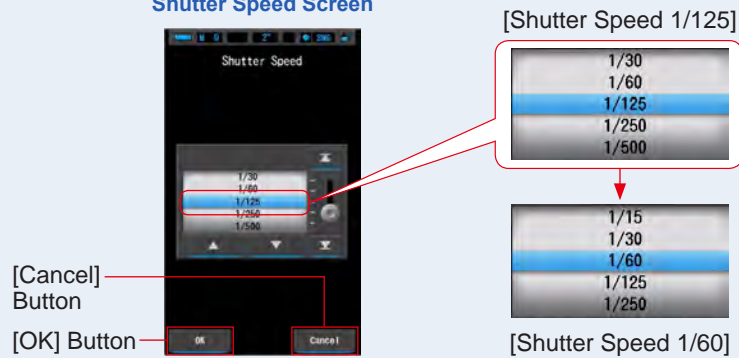 Shutter Speed Screen
Shutter Speed
1/30
1/60
1/125
1/250
1/500
OK
Cancel
[Cancel]
Button
[OK] Button
[Shutter Speed 1/125]
1/30
1/60
1/125
1/250
1/500
1/15
1/30
1/60
1/125
1/250
[Shutter Speed 1/60]